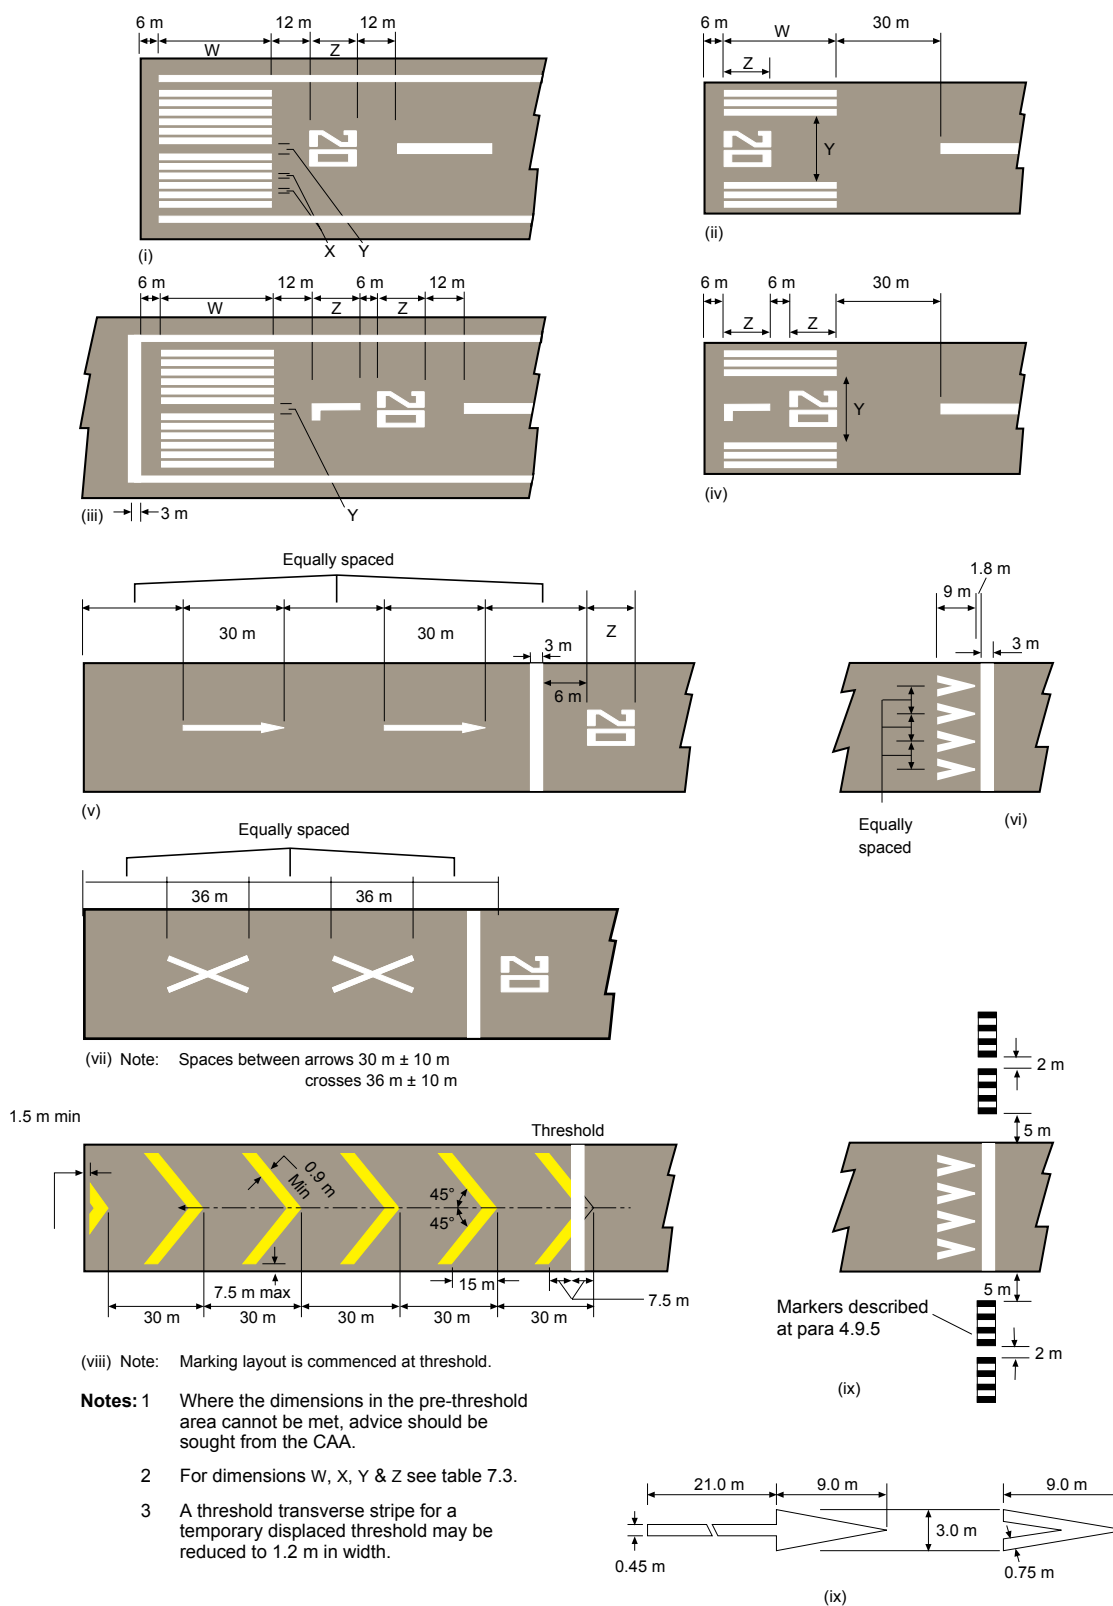 6 m 12 m 12 m
W Z
20
X Y
(i)
6 m W 30 m
Z
20
Y
(ii)
6 m 12 m 6 m 12 m
W Z Z
L 20
Y
(iii) 3 m
6 m 6 m 30 m
Z Z
L 20
Y
(iv)
Equally spaced
30 m 30 m Z
3 m
6 m
20
(v)
1.8 m
9 m
3 m
Equally
spaced
(vi)
Equally spaced
36 m 36 m
20
(vii) Note: Spaces between arrows 30 m ± 10 m
crosses 36 m ± 10 m
1.5 m min
Threshold
0.9 m
Min
45°
45°
7.5 m max
15 m
7.5 m
30 m 30 m 30 m 30 m 30 m
(viii) Note: Marking layout is commenced at threshold.
2 m
5 m
5 m
Markers described
at para 4.9.5
2 m
(ix)
Notes: 1 Where the dimensions in the pre-threshold
area cannot be met, advice should be
sought from the CAA.
2 For dimensions W, X, Y & Z see table 7.3.
3 A threshold transverse stripe for a
temporary displaced threshold may be
reduced to 1.2 m in width.
21.0 m 9.0 m 9.0 m
3.0 m
0.45 m
0.75 m
(ix)